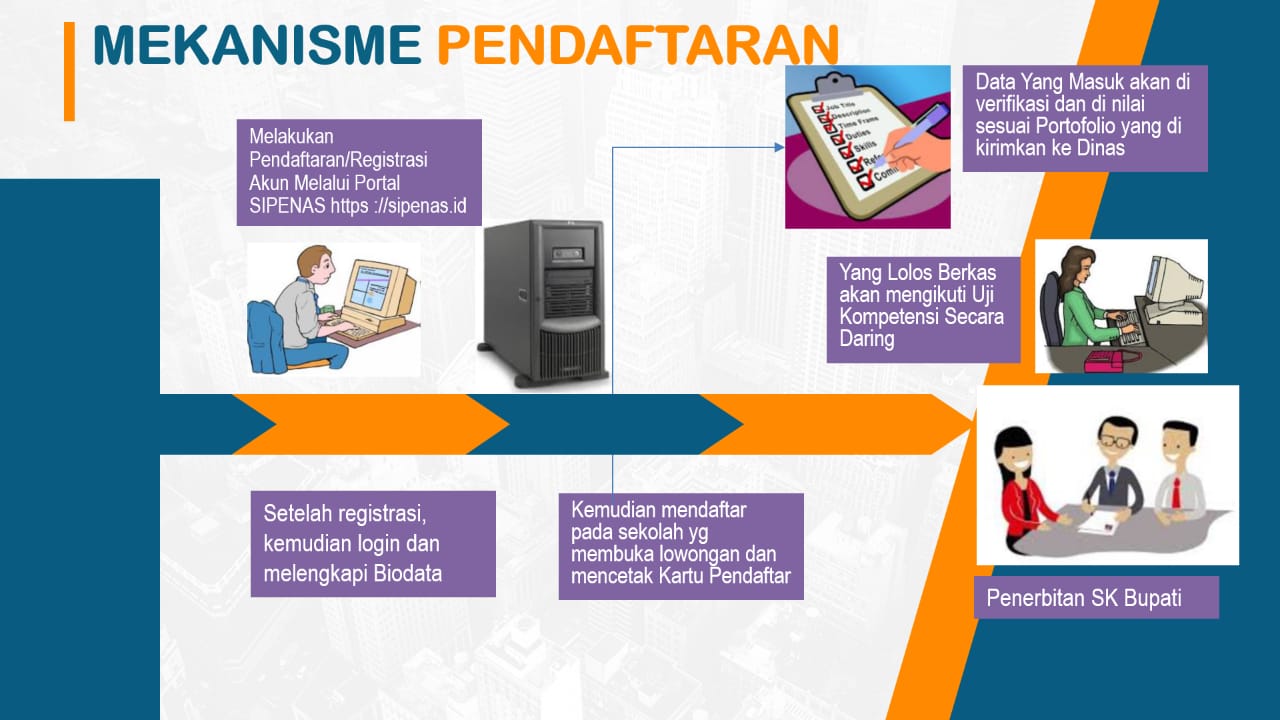 MEKANISME PENDAFTARAN
Melakukan
Pendaftaran/Registrasi
Akun Melalui Portal
SIPENAS https ://sipenas.id
Setelah registrasi,
kemudian login dan
melengkapi Biodata
Kemudian mendaftar
pada sekolah yg
membuka lowongan dan
mencetak Kartu Pendaftar
Job Title
Description
Time Frame
Duties
Skills
Data Yang Masuk akan di
verifikasi dan di nilai
sesuai Portofolio yang di
kirimkan ke Dinas
Yang Lolos Berkas
akan mengikuti Uji
Kompetensi Secara
Daring
Penerbitan SK Bupati